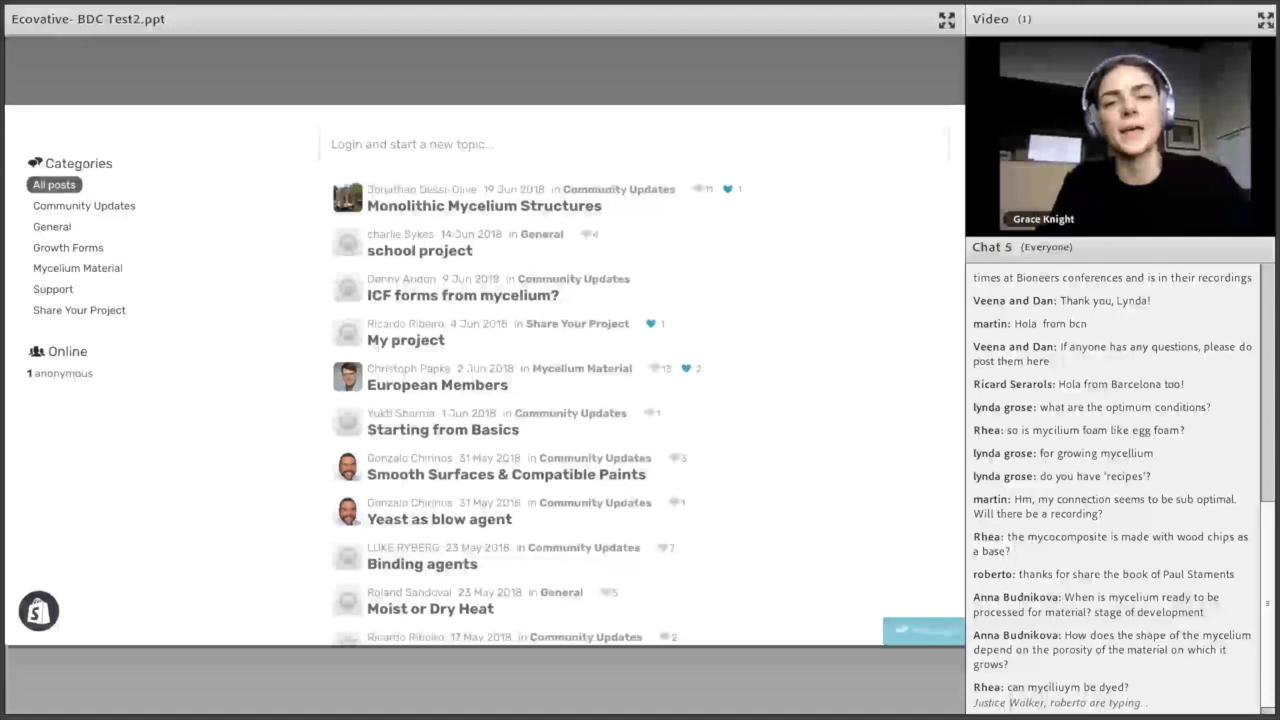 Ecovative- BDC Test2.ppt
Categories
All posts
Community Updates
General
Growth Forms
Mycelium Material
Support
Share Your Project
Online
1 anonymous
Login and start a new topic...
Jonathan Dessi-Olive 19 Jun 2018 in Community Updates 11 1
Monolithic Mycelium Structures
charlie Sykes 14 Jun 2018 in General 4
school project
Denny Andon 9 Jun 2018 in Community Updates
ICF forms from mycelium?
Ricardo Ribeiro 4 Jun 2018 in Share Your Project 1
My project
Christoph Papke 2 Jun 2018 in Mycelium Material 13 2
European Members
Yukti Sharma 1 Jun 2018 in Community Updates 1
Starting from Basics
Gonzalo Chirinos 31 May 2018 in Community Updates 3
Smooth Surfaces & Compatible Paints
Gonzalo Chirinos 31 May 2018 in Community Updates 1
Yeast as blow agent
LUKE RYBERG 23 May 2018 in Community Updates 7
Binding agents
Roland Sandoval 23 May 2018 in General 5
Moist or Dry Heat
Ricardo Ribeiro 17 May 2018 in Community Updates 2
Video (1)
Grace Knight
Chat 5 (Everyone)
times at Bioneers conferences and is in their recordings
Veena and Dan: Thank you, Lynda!
martin: Hola from bcn
Veena and Dan: If anyone has any questions, please do
post them here
Ricard Serarols: Hola from Barcelona too!
lynda grose: what are the optimum conditions?
Rhea: so is mycilium foam like egg foam?
lynda grose: for growing mycellium
lynda grose: do you have 'recipes'?
martin: Hm, my connection seems to be sub optimal.
Will there be a recording?
Rhea: the mycocomposite is made with wood chips as
a base?
roberto: thanks for share the book of Paul Staments
Anna Budnikova: When is mycelium ready to be
processed for material? stage of development
Anna Budnikova: How does the shape of the mycelium
depend on the porosity of the material on which it
grows?
Rhea: can myciliuym be dyed?
Justice Walker, roberto are typing..